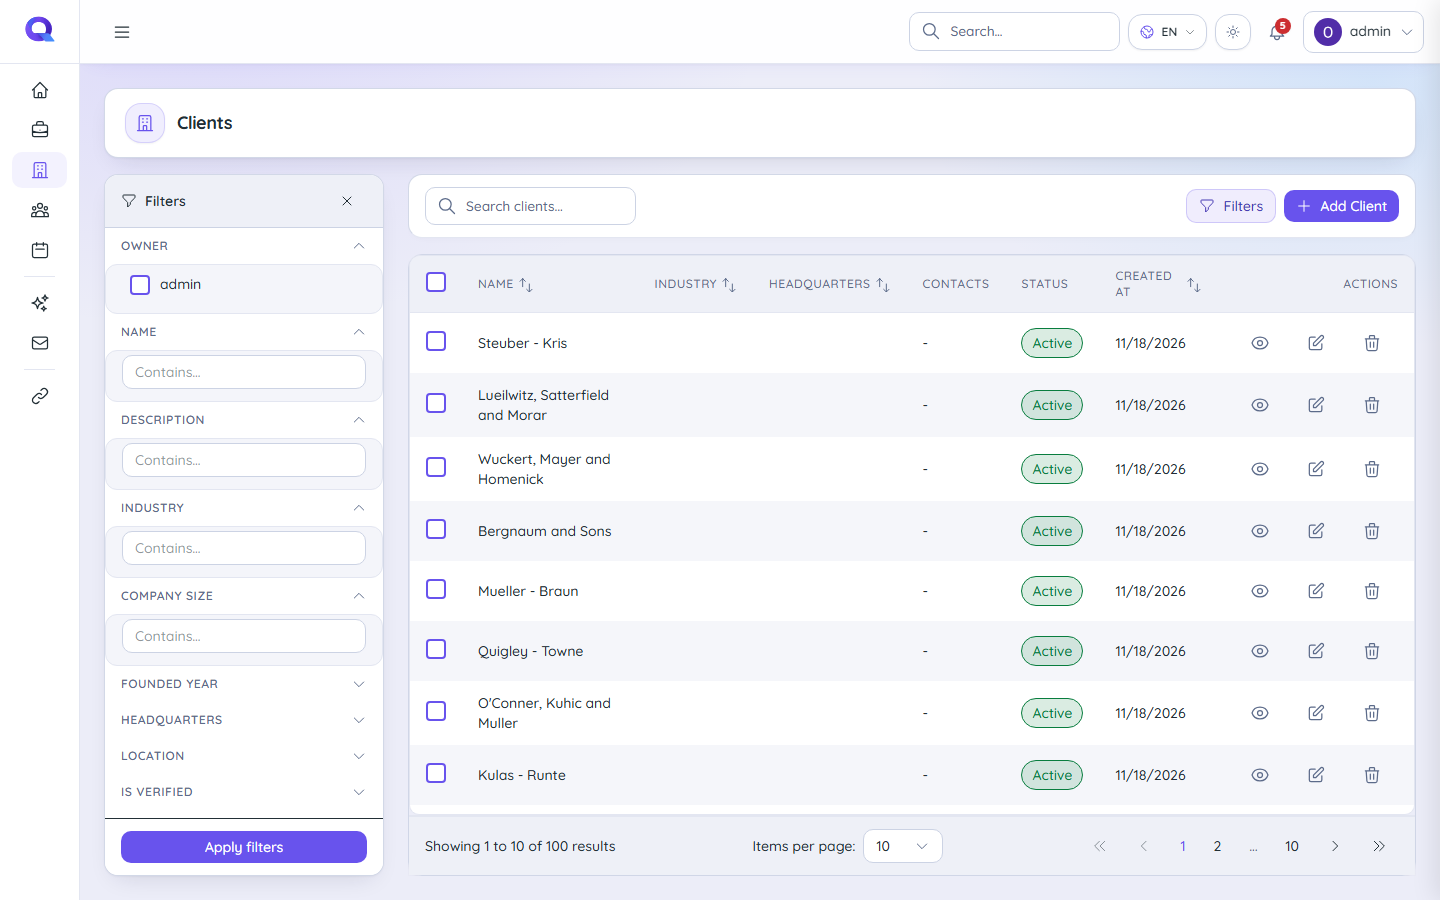 Search...
EN
5
O
admin
Clients
Filters
OWNER
admin
NAME
Contains...
DESCRIPTION
Contains...
INDUSTRY
Contains...
COMPANY SIZE
Contains...
FOUNDED YEAR
HEADQUARTERS
LOCATION
IS VERIFIED
Apply filters
Search clients...
Filters
Add Client
NAME INDUSTRY HEADQUARTERS CONTACTS STATUS CREATED AT ACTIONS
Steuber - Kris - Active 11/18/2026
Lueilwitz, Satterfield and Morar - Active 11/18/2026
Wuckert, Mayer and Homenick - Active 11/18/2026
Bergnaum and Sons - Active 11/18/2026
Mueller - Braun - Active 11/18/2026
Quigley - Towne - Active 11/18/2026
O'Conner, Kuhic and Muller - Active 11/18/2026
Kulas - Runte - Active 11/18/2026
Showing 1 to 10 of 100 results
Items per page: 10
1 2 ... 10